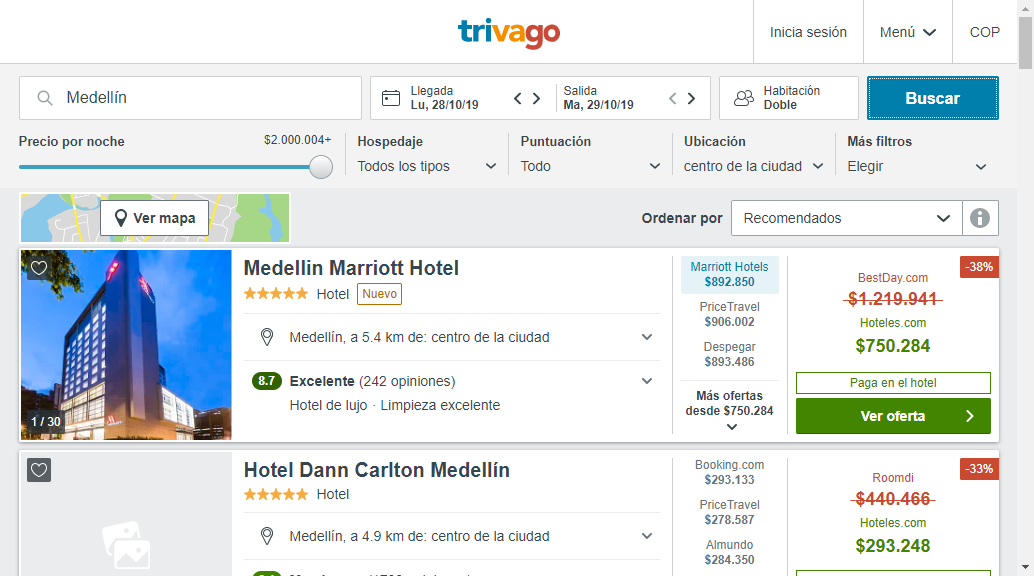 trivago
Inicia sesión
Menú
COP
Medellín
Llegada
Lu, 28/10/19
Salida
Ma, 29/10/19
Habitación
Doble
Buscar
Precio por noche
$2.000.004+
Hospedaje
Todos los tipos
Puntuación
Todo
Ubicación
centro de la ciudad
Más filtros
Elegir
Ver mapa
Ordenar por
Recomendados
1 / 30
Medellin Marriott Hotel
Hotel
Nuevo
Medellín, a 5.4 km de: centro de la ciudad
8.7 Excelente (242 opiniones)
Hotel de lujo · Limpieza excelente
Marriott Hotels
$892.850
PriceTravel
$906.002
Despegar
$893.486
Más ofertas
desde $750.284
-38%
BestDay.com
$1.219.941
Hoteles.com
$750.284
Paga en el hotel
Ver oferta
Hotel Dann Carlton Medellín
Hotel
Medellín, a 4.9 km de: centro de la ciudad
Booking.com
$293.133
PriceTravel
$278.587
Almundo
$284.350
-33%
Roomdi
$440.466
Hoteles.com
$293.248